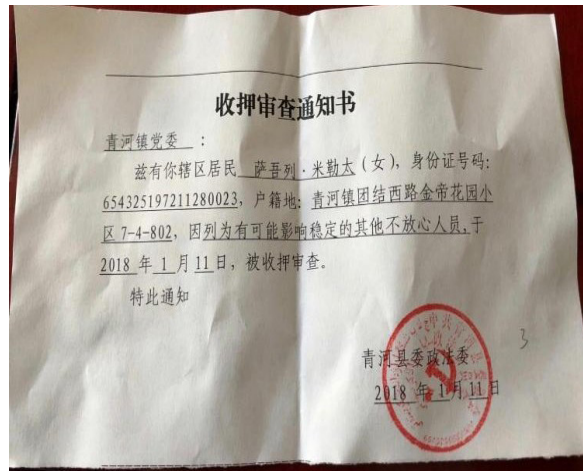 收押审查通知书
青河镇党委 ：
兹有你辖区居民 萨吾列·米勒太（女），身份证号码：
654325197211280023，户籍地：青河镇团结西路金帝花园小
区 7-4-802，因列为有可能影响稳定的其他不放心人员,于
2018 年 1 月 11 日，被收押审查。
特此通知
青河县委政法委
2018 年 1 月 11 日
3